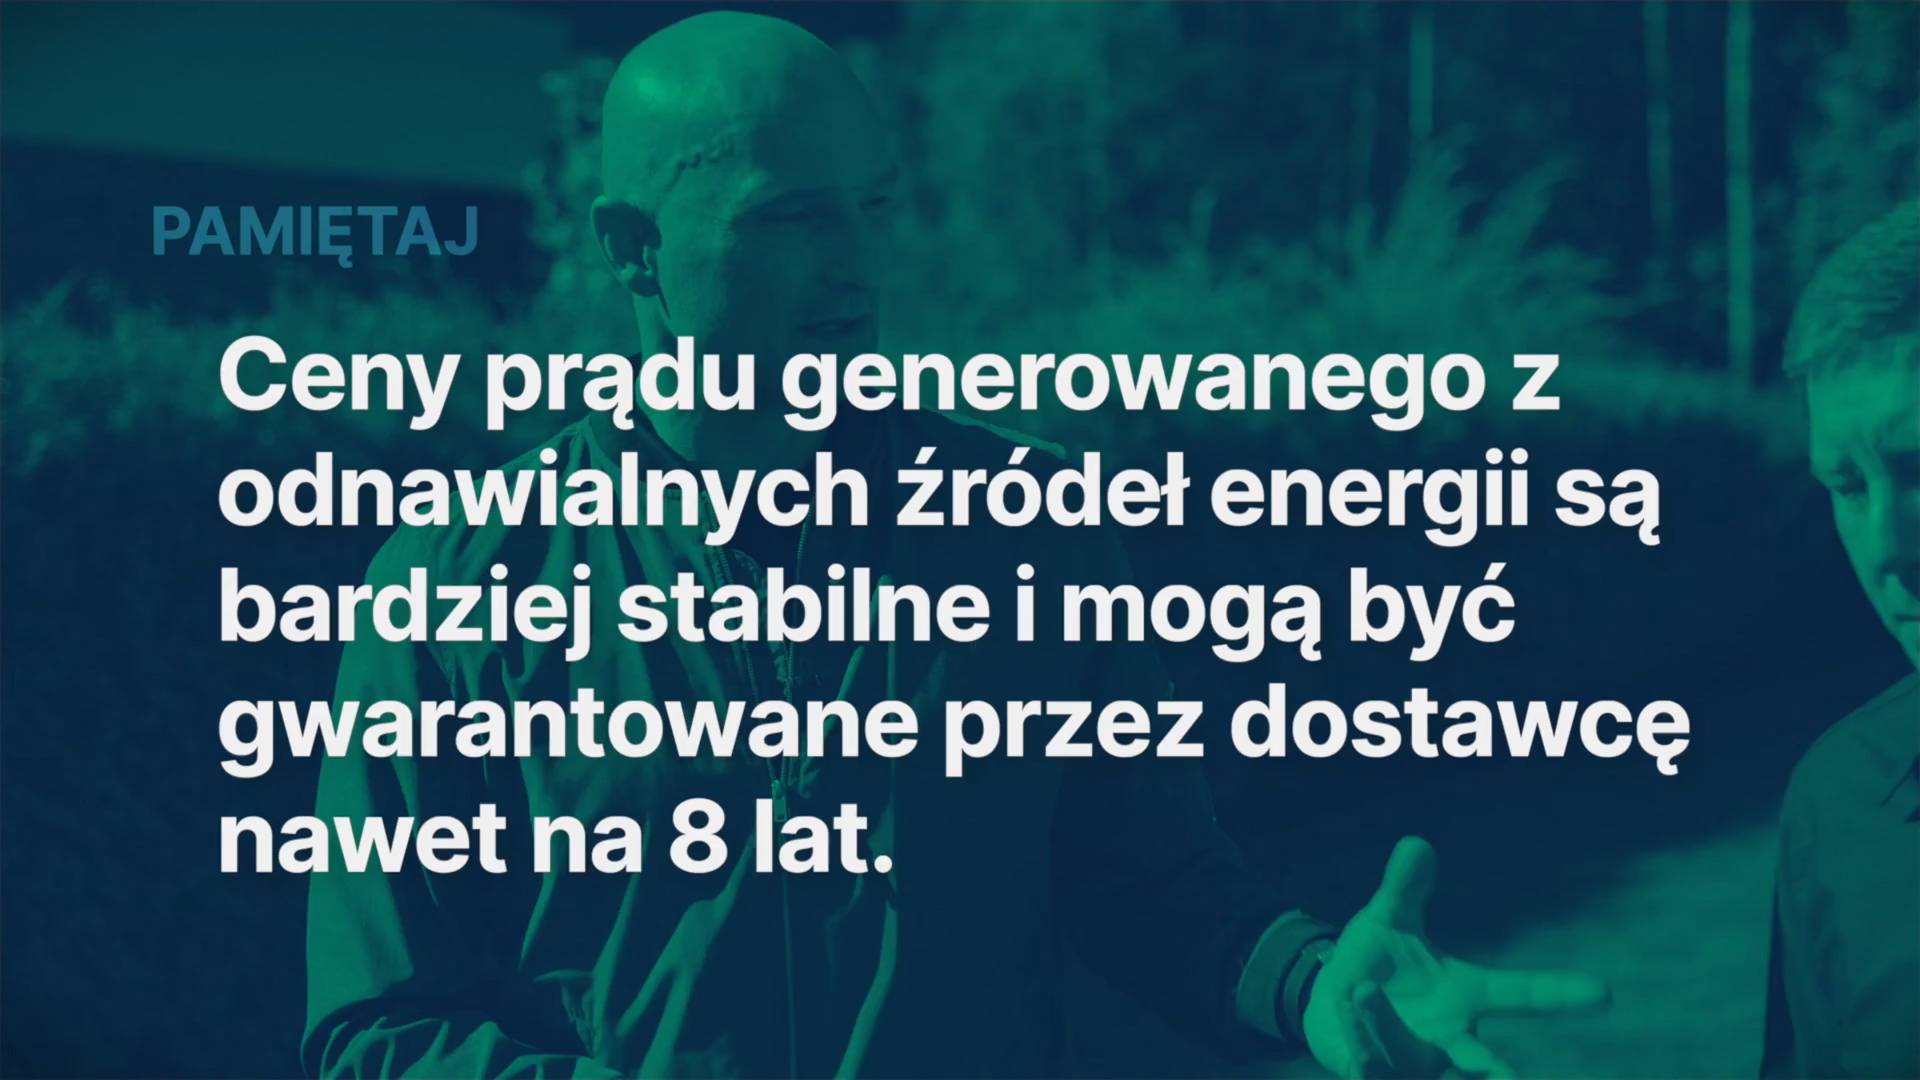 PAMIĘTAJ
Ceny prądu generowanego z
odnawialnych źródeł energii są
bardziej stabilne i mogą być
gwarantowane przez dostawcę
nawet na 8 lat.